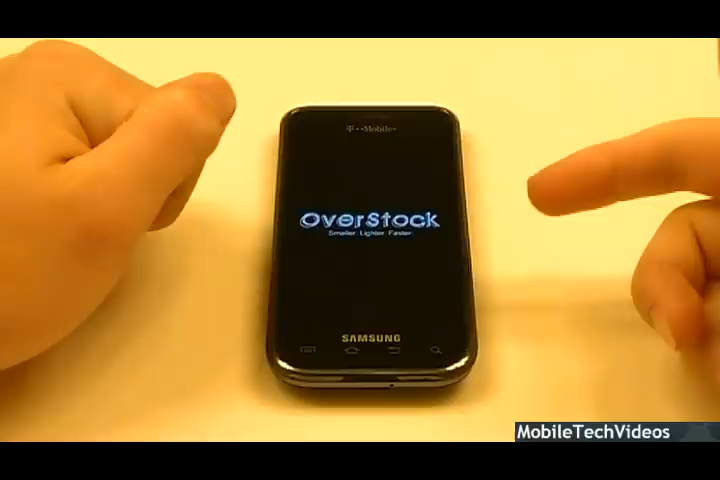 T··Mobile·
OverStock
Smaller Lighter Faster
SAMSUNG
MobileTechVideos